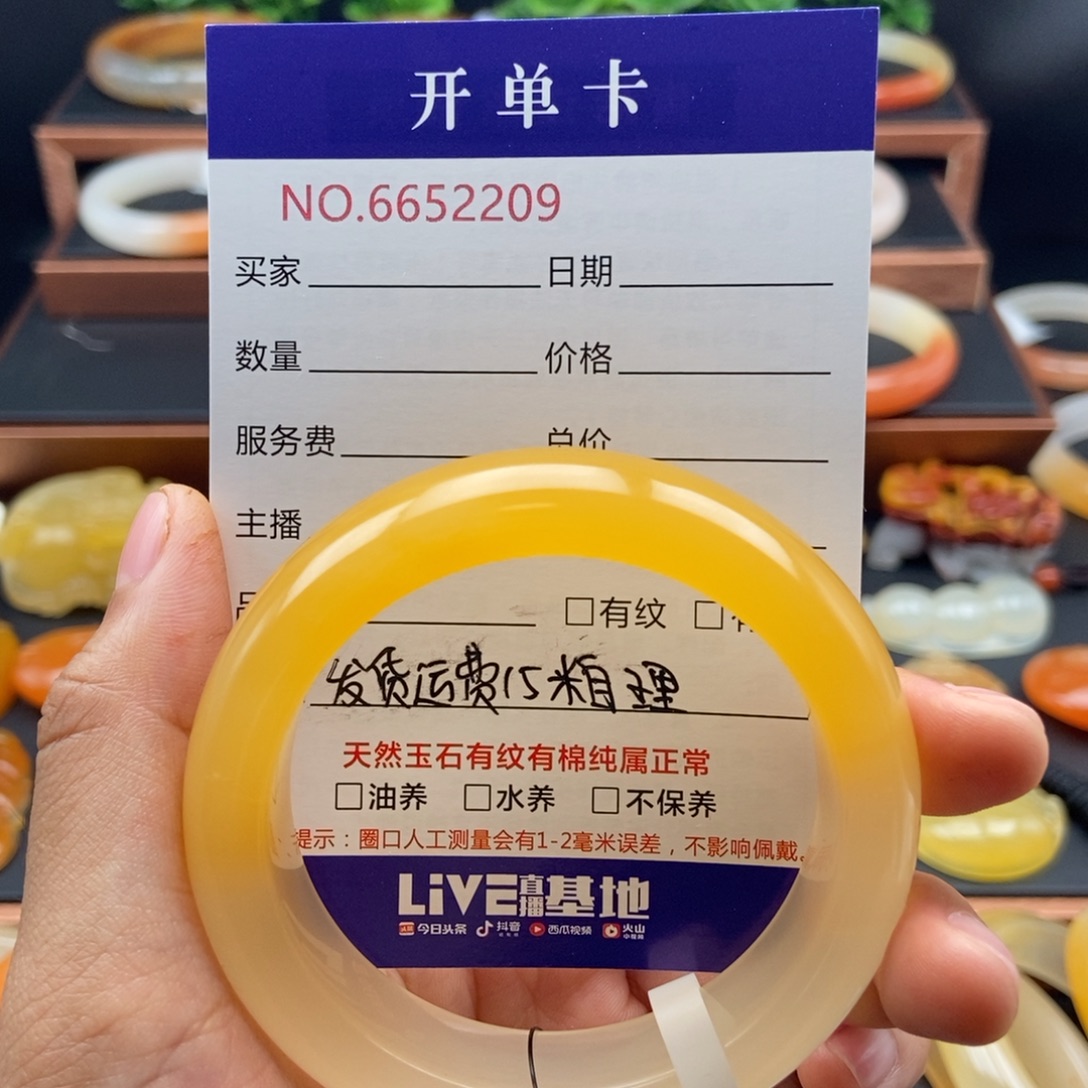 开单卡
NO.6652209
买家 日期
数量 价格
服务费 总价
主播
有纹
发货运费15米自理
天然玉石有纹有棉纯属正常
油养 水养 不保养
提示：圈口人工测量会有1-2毫米误差，不影响佩戴。
LiVE直播基地
今日头条 抖音 西瓜视频 火山